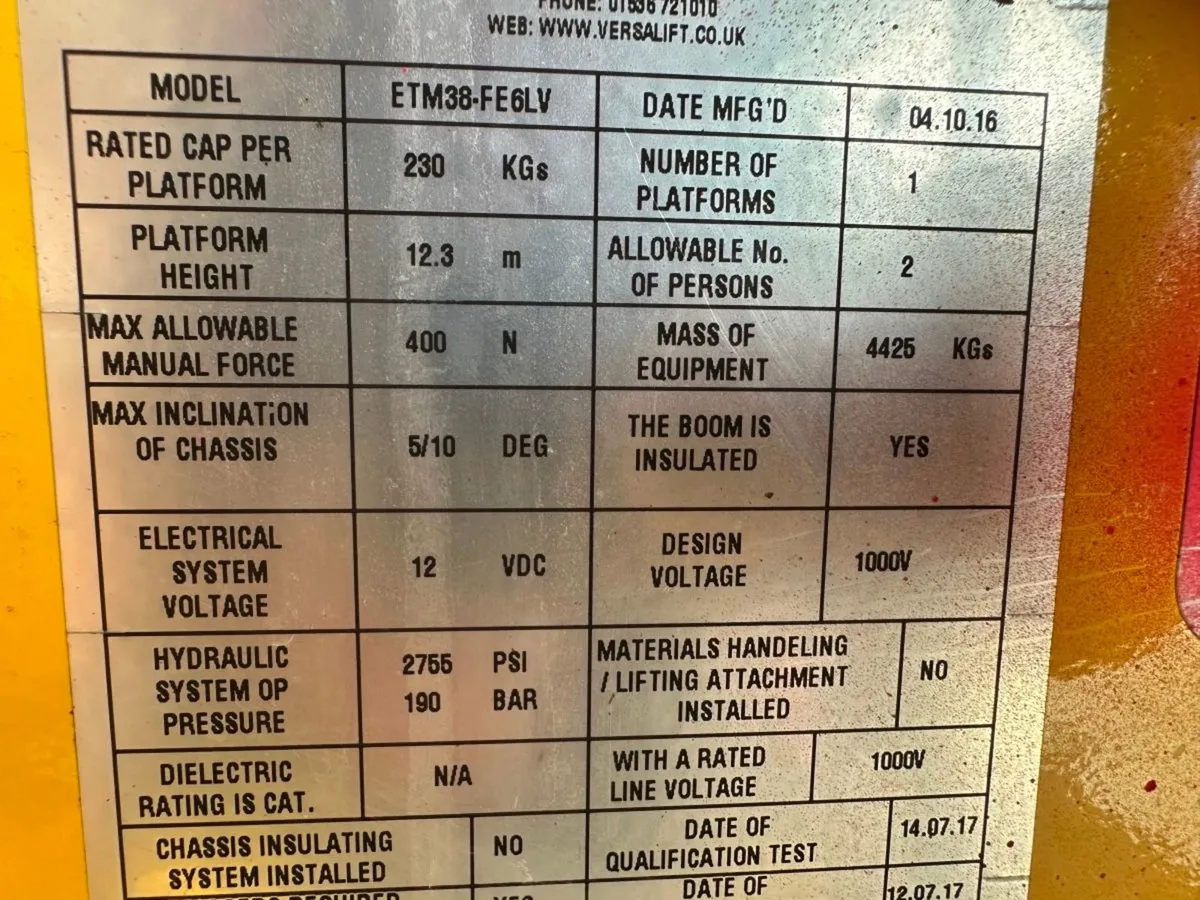 PHONE: 01536 721010
WEB: WWW.VERSALIFT.CO.UK
MODEL ETM38-FE6LV DATE MFG'D 04.10.16
RATED CAP PER PLATFORM 230 KGs NUMBER OF PLATFORMS 1
PLATFORM HEIGHT 12.3 m ALLOWABLE No. OF PERSONS 2
MAX ALLOWABLE MANUAL FORCE 400 N MASS OF EQUIPMENT 4425 KGs
MAX INCLINATiON OF CHASSIS 5/10 DEG THE BOOM IS INSULATED YES
ELECTRICAL SYSTEM VOLTAGE 12 VDC DESIGN VOLTAGE 1000V
HYDRAULIC SYSTEM OP PRESSURE 2755 PSI 190 BAR MATERIALS HANDELING / LIFTING ATTACHMENT INSTALLED NO
DIELECTRIC RATING IS CAT. N/A WITH A RATED LINE VOLTAGE 1000V
CHASSIS INSULATING SYSTEM INSTALLED NO DATE OF QUALIFICATION TEST 14.07.17
REQUIRED YES DATE OF 12.07.17